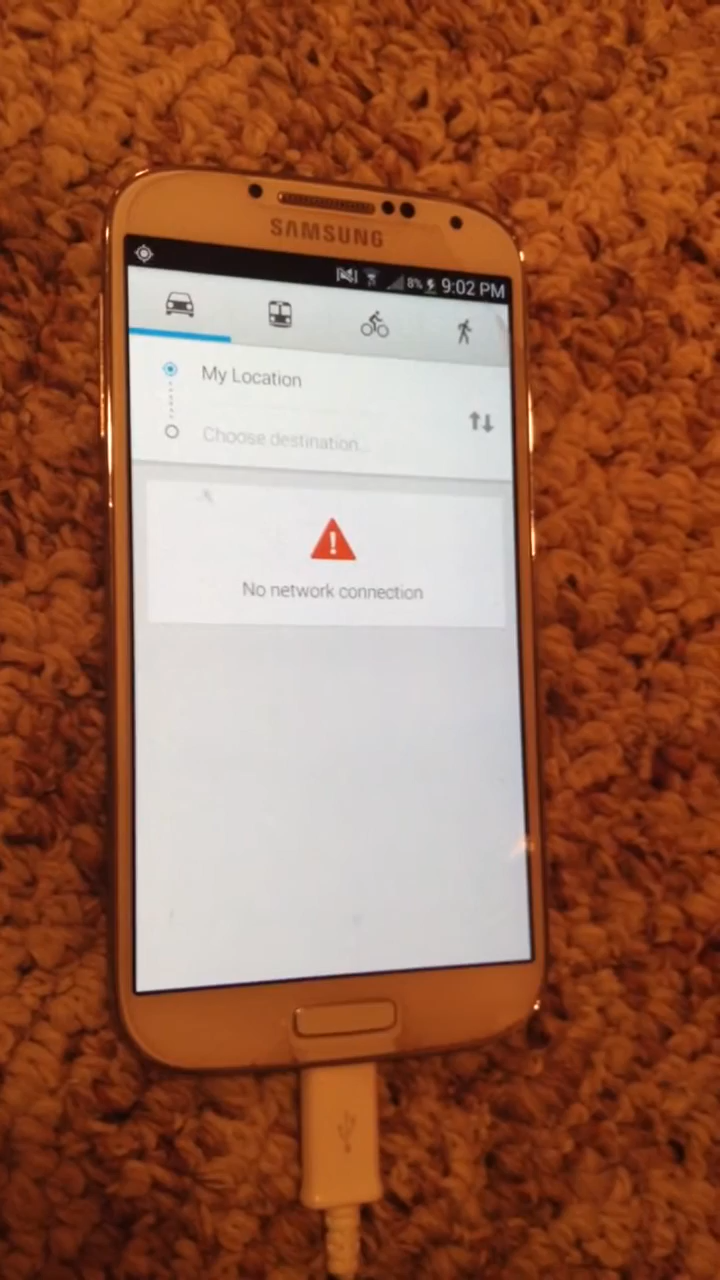 SAMSUNG
8% 9:02 PM
My Location
Choose destination...
No network connection